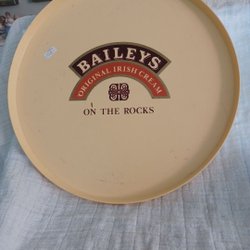 BAILEYS
ORIGINAL IRISH CREAM
ON THE ROCKS